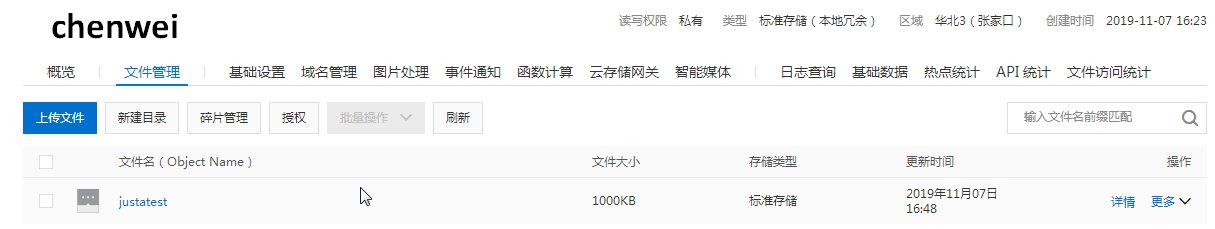 chenwei 读写权限 私有 类型 标准存储（本地冗余） 区域 华北3（张家口） 创建时间 2019-11-07 16:23
概览 文件管理 基础设置 域名管理 图片处理 事件通知 函数计算 云存储网关 智能媒体 日志查询 基础数据 热点统计 API 统计 文件访问统计
上传文件 新建目录 碎片管理 授权 批量操作 刷新 输入文件名前缀匹配
文件名（Object Name） 文件大小 存储类型 更新时间 操作
justatest 1000KB 标准存储 2019年11月07日 详情 更多
16:48